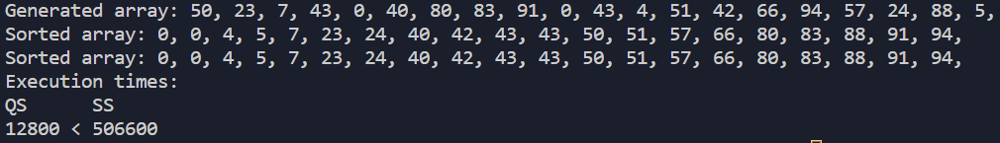 Generated array: 50, 23, 7, 43, 0, 40, 80, 83, 91, 0, 43, 4, 51, 42, 66, 94, 57, 24, 88, 5,
Sorted array: 0, 0, 4, 5, 7, 23, 24, 40, 42, 43, 43, 50, 51, 57, 66, 80, 83, 88, 91, 94,
Sorted array: 0, 0, 4, 5, 7, 23, 24, 40, 42, 43, 43, 50, 51, 57, 66, 80, 83, 88, 91, 94,
Execution times:
QS SS
12800 < 506600